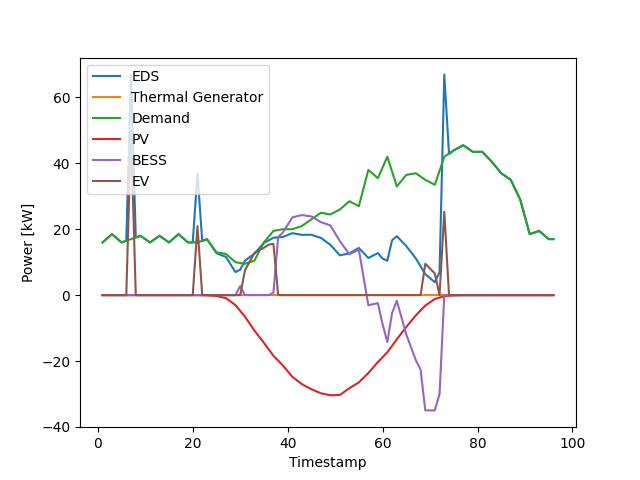 EDS
Thermal Generator
Demand
PV
BESS
EV
60
40
20
0
−20
−40
Power [kW]
0 20 40 60 80 100
Timestamp